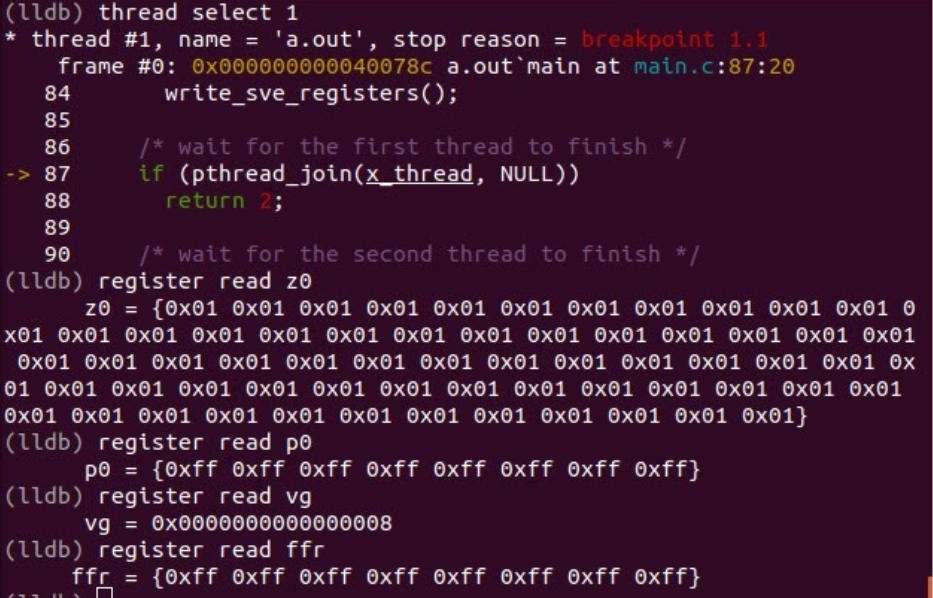 (lldb) thread select 1
* thread #1, name = 'a.out', stop reason = breakpoint 1.1
    frame #0: 0x000000000040078c a.out`main at main.c:87:20
   84       write_sve_registers();
   85
   86     /* wait for the first thread to finish */
-> 87     if (pthread_join(x_thread, NULL))
   88       return 2;
   89
   90     /* wait for the second thread to finish */
(lldb) register read z0
      z0 = {0x01 0x01 0x01 0x01 0x01 0x01 0x01 0x01 0x01 0x01 0x01 0
x01 0x01 0x01 0x01 0x01 0x01 0x01 0x01 0x01 0x01 0x01 0x01 0x01 0x01
 0x01 0x01 0x01 0x01 0x01 0x01 0x01 0x01 0x01 0x01 0x01 0x01 0x01 0x
01 0x01 0x01 0x01 0x01 0x01 0x01 0x01 0x01 0x01 0x01 0x01 0x01 0x01
0x01 0x01 0x01 0x01 0x01 0x01 0x01 0x01 0x01 0x01 0x01 0x01}
(lldb) register read p0
      p0 = {0xff 0xff 0xff 0xff 0xff 0xff 0xff 0xff}
(lldb) register read vg
      vg = 0x0000000000000008
(lldb) register read ffr
     ffr = {0xff 0xff 0xff 0xff 0xff 0xff 0xff 0xff}
(lldb)